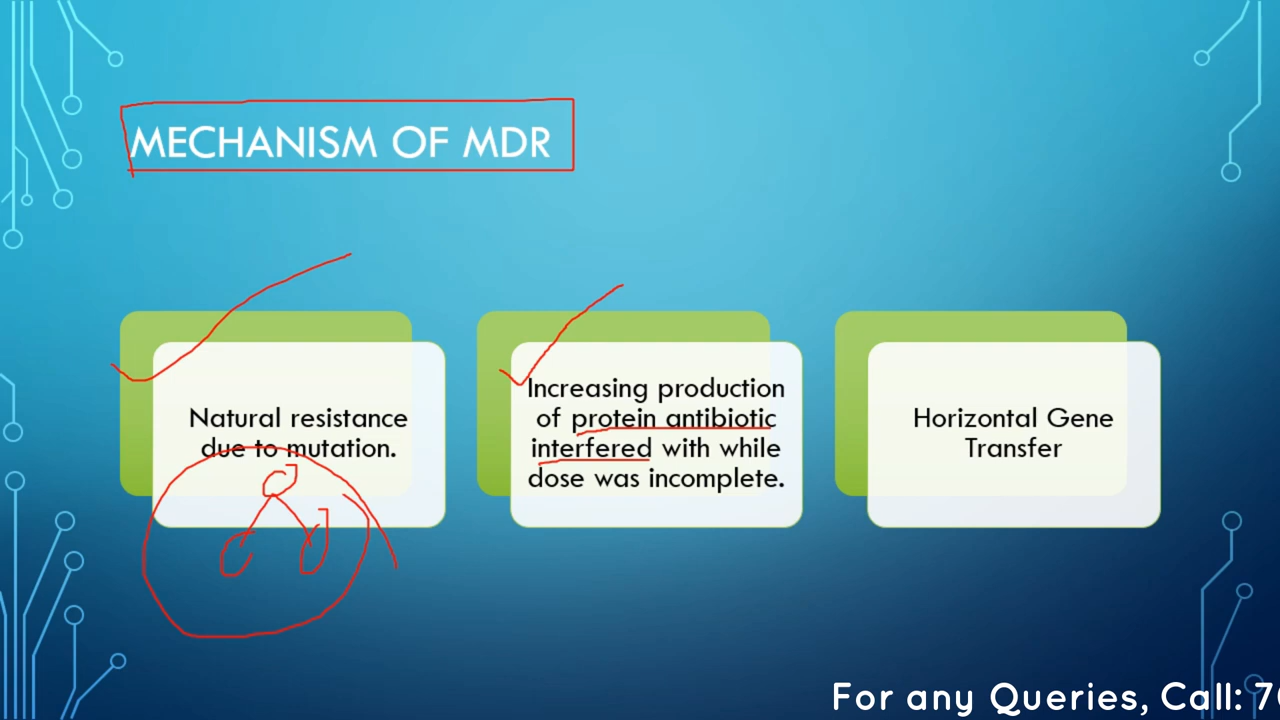 MECHANISM OF MDR
Natural resistance
due to mutation.
Increasing production
of protein antibiotic
interfered with while
dose was incomplete.
Horizontal Gene
Transfer
For any Queries, Call: 7